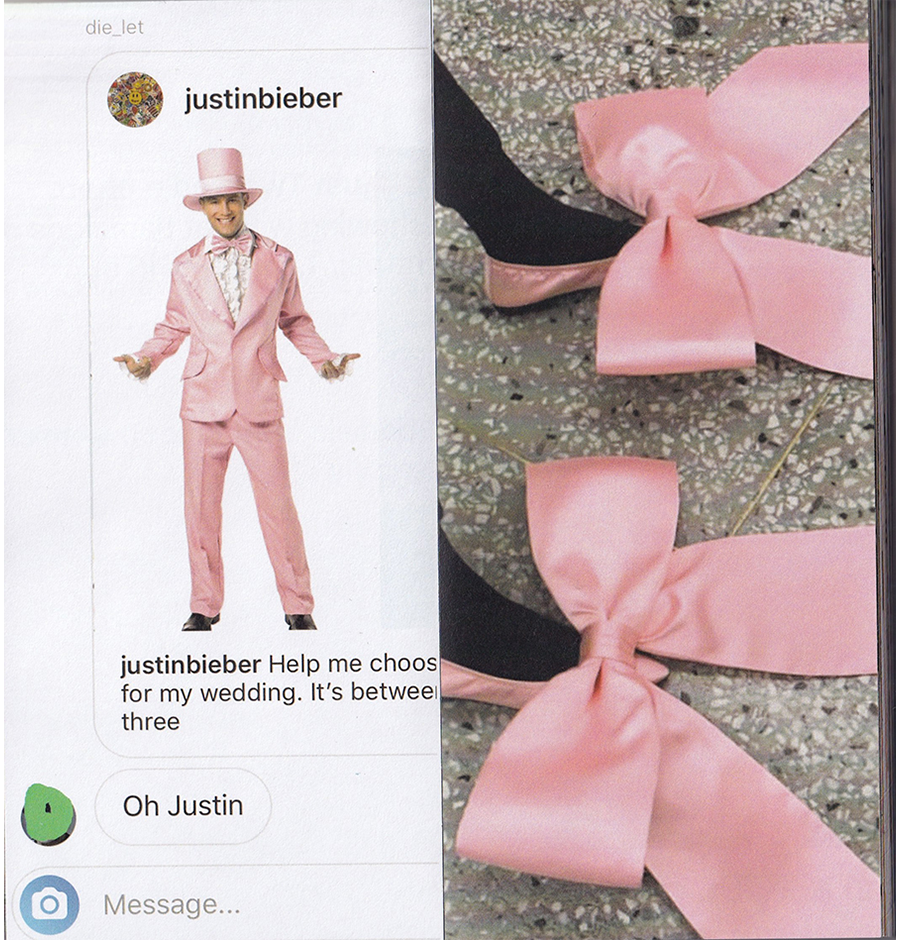 die_let
justinbieber
justinbieber Help me choos
for my wedding. It's betwee
three
Oh Justin
Message...